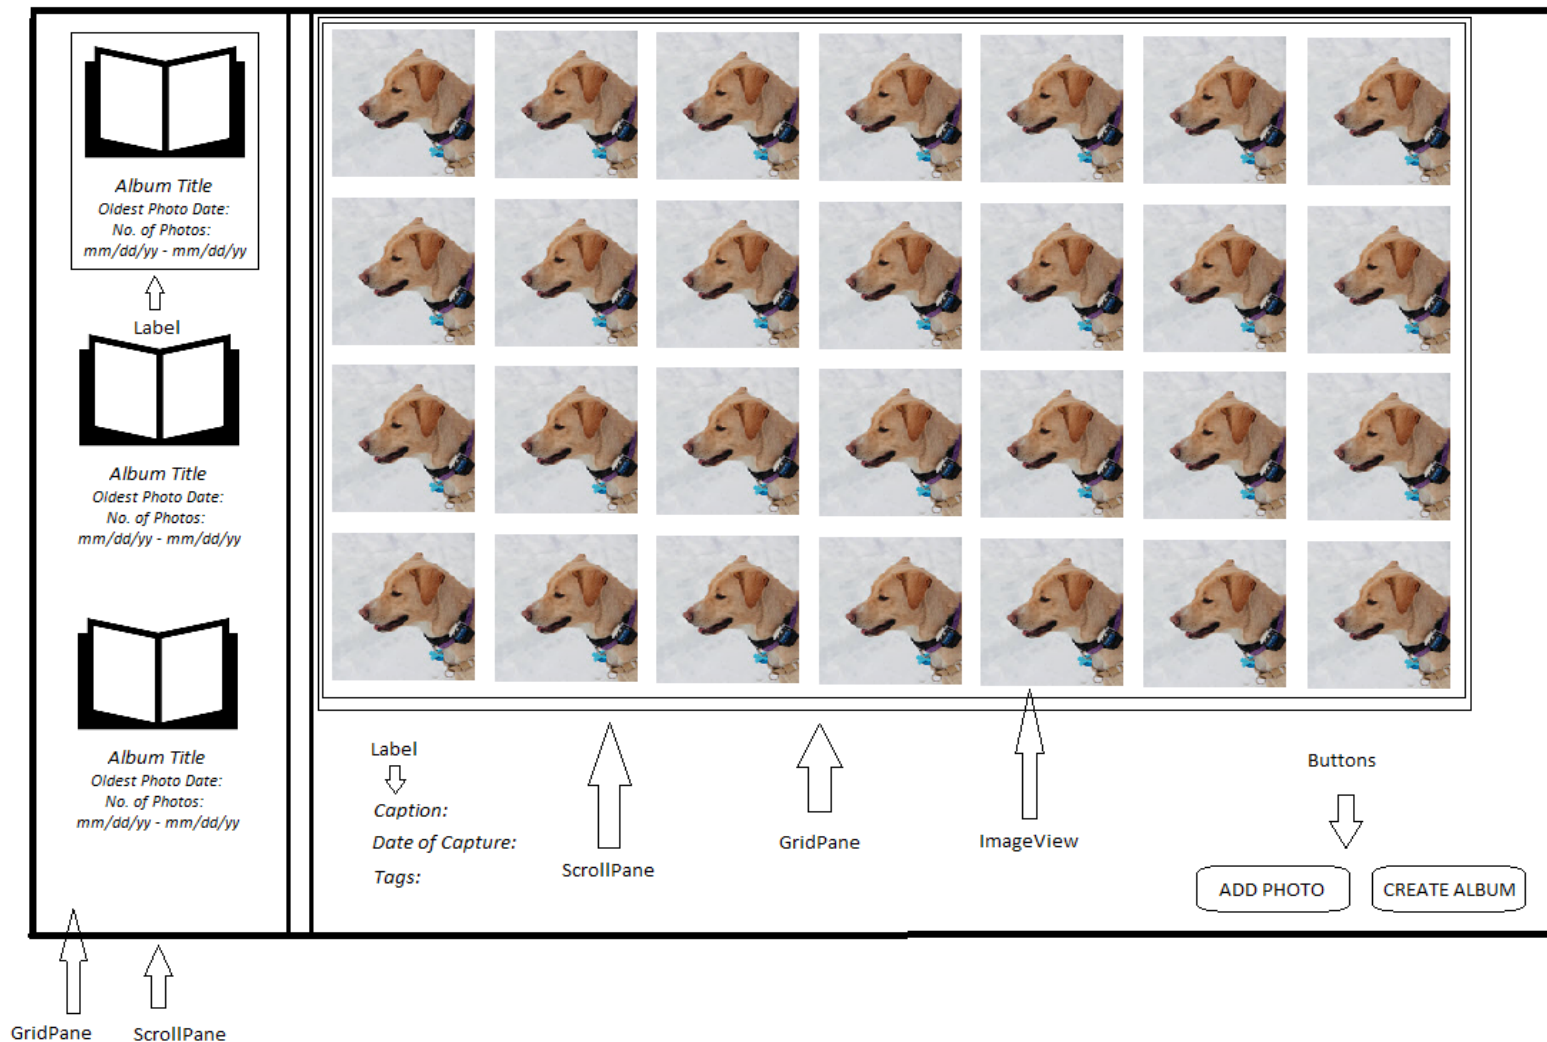 Album Title
Oldest Photo Date:
No. of Photos:
mm/dd/yy - mm/dd/yy
Label
Album Title
Oldest Photo Date:
No. of Photos:
mm/dd/yy - mm/dd/yy
Album Title
Oldest Photo Date:
No. of Photos:
mm/dd/yy - mm/dd/yy
GridPane
ScrollPane
Label
Caption:
Date of Capture:
Tags:
ScrollPane
GridPane
ImageView
Buttons
ADD PHOTO
CREATE ALBUM